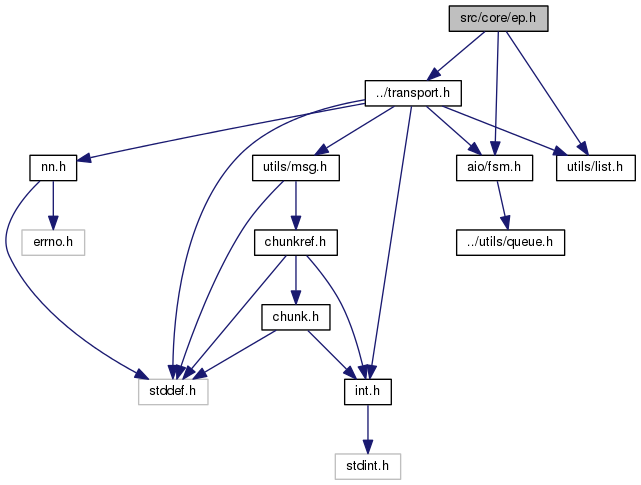 src/core/ep.h
../transport.h
nn.h
utils/msg.h
aio/fsm.h
utils/list.h
errno.h
chunkref.h
../utils/queue.h
chunk.h
stddef.h
int.h
stdint.h